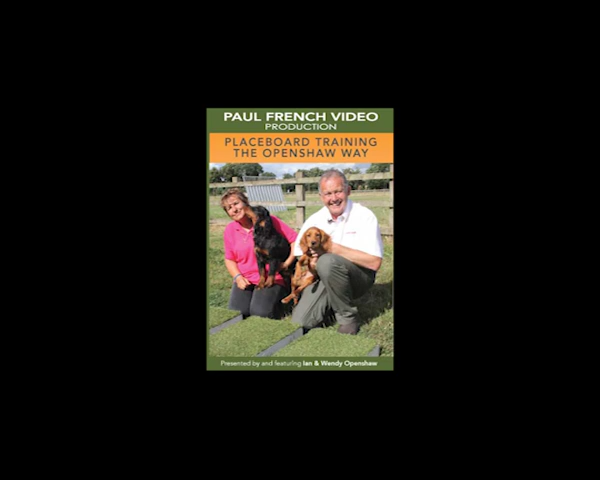 PAUL FRENCH VIDEO
PRODUCTION
PLACEBOARD TRAINING
THE OPENSHAW WAY
Presented by and featuring Ian & Wendy Openshaw